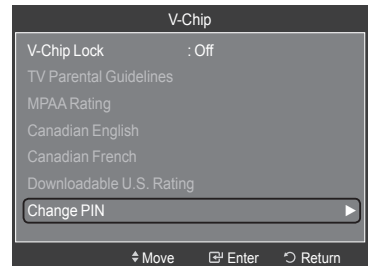 V-Chip
V-Chip Lock : Off
TV Parental Guidelines
MPAA Rating
Canadian English
Canadian French
Downloadable U.S. Rating
Change PIN ►
Move Enter Return